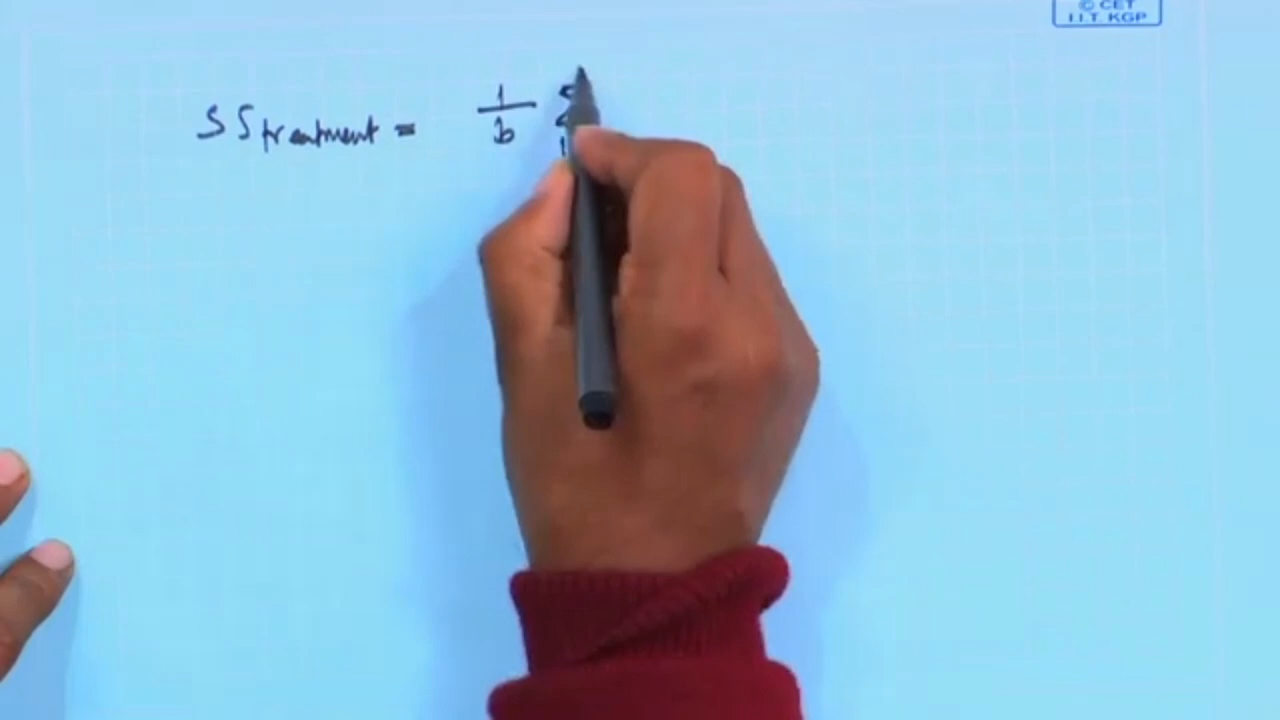 © CET
I.I.T. KGP
SS treatment = 1/b Σ